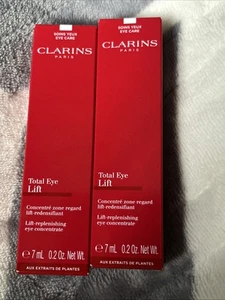 SOINS YEUX
EYE CARE
CLARINS
PARIS
Total Eye
Lift
Concentré zone regard
lift-redensifiant
Lift-replenishing
eye concentrate
℮ 7 mL 0.2 Oz. Net Wt.
AUX EXTRAITS DE PLANTES
SOINS YEUX
EYE CARE
CLARINS
PARIS
Total Eye
Lift
Concentré zone regard
lift-redensifiant
Lift-replenishing
eye concentrate
℮ 7 mL 0.2 Oz. Net Wt.
AUX EXTRAITS DE PLANTES